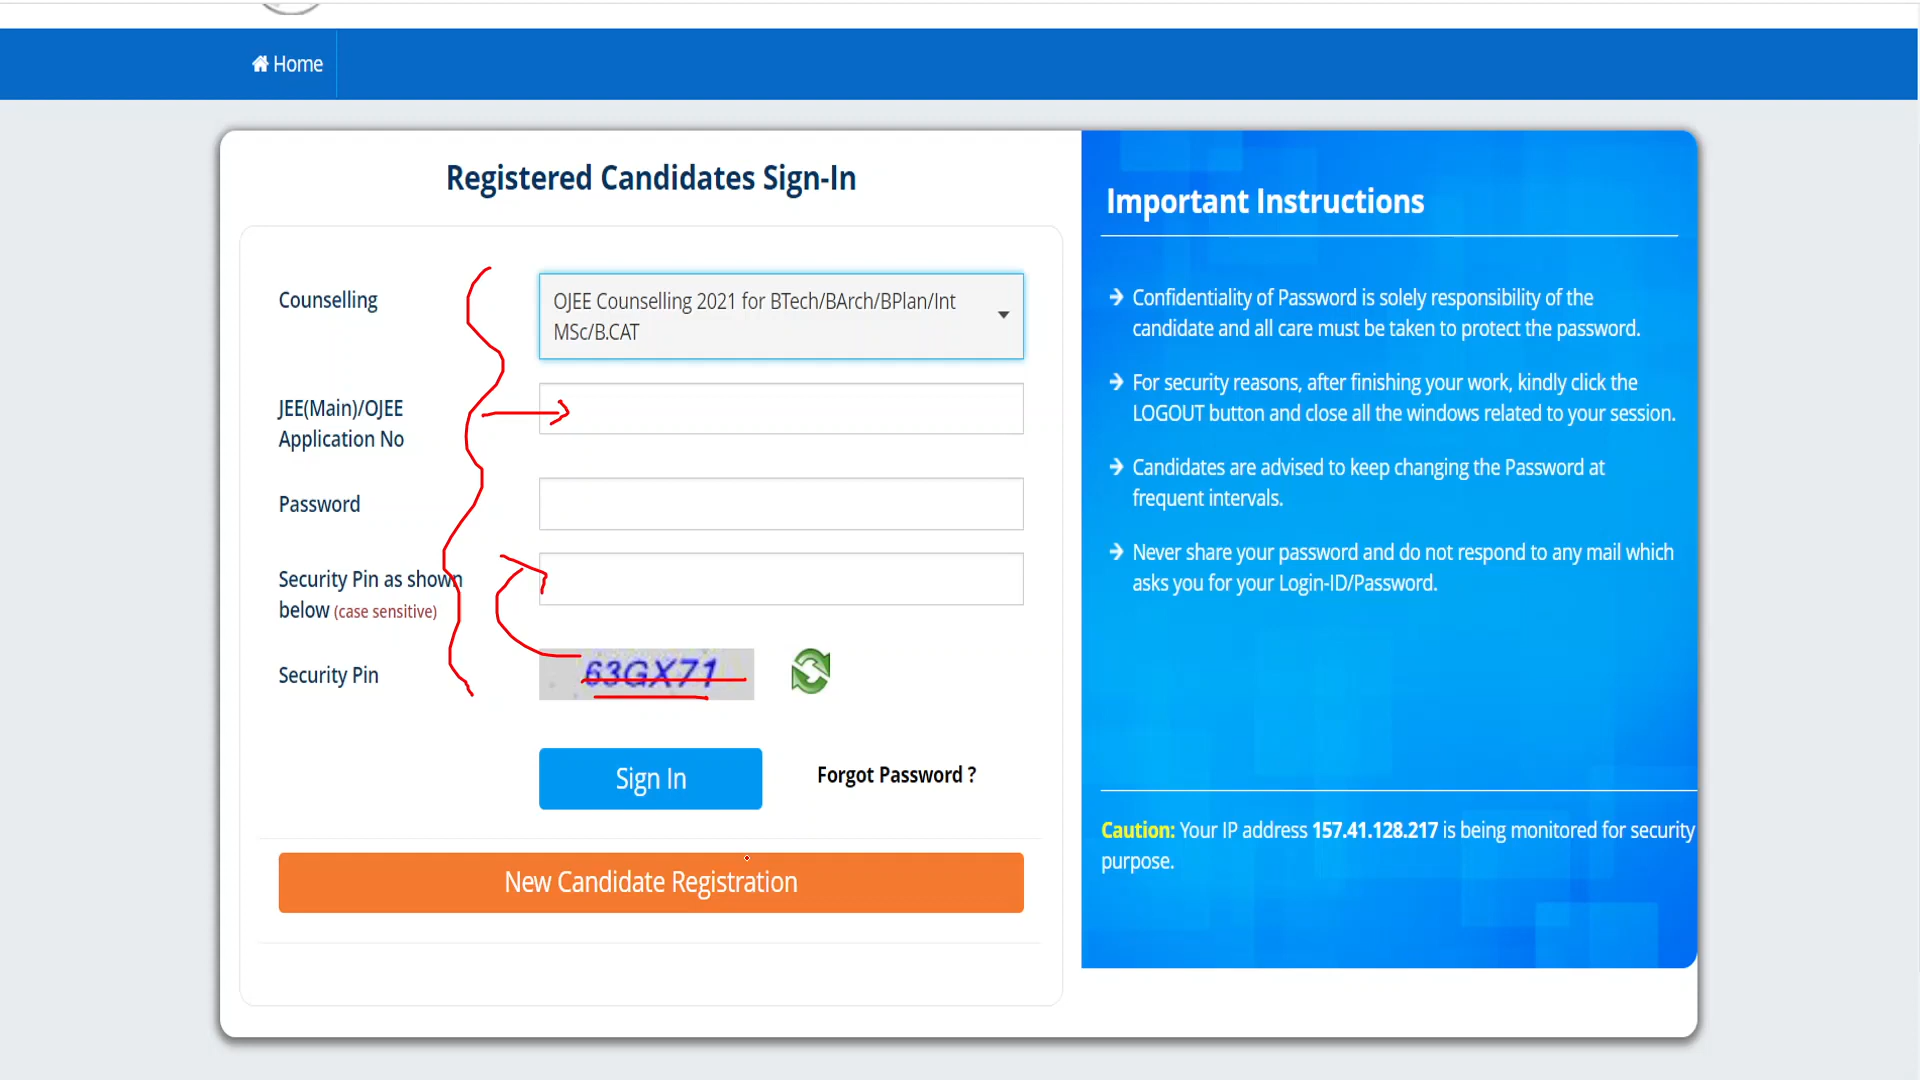 Home
Registered Candidates Sign-In
Counselling
OJEE Counselling 2021 for BTech/BArch/BPlan/Int
MSc/B.CAT
JEE(Main)/OJEE
Application No
Password
Security Pin as shown
below (case sensitive)
Security Pin
63GX71
Sign In
Forgot Password ?
New Candidate Registration
Important Instructions
Confidentiality of Password is solely responsibility of the
candidate and all care must be taken to protect the password.
For security reasons, after finishing your work, kindly click the
LOGOUT button and close all the windows related to your session.
Candidates are advised to keep changing the Password at
frequent intervals.
Never share your password and do not respond to any mail which
asks you for your Login-ID/Password.
Caution: Your IP address 157.41.128.217 is being monitored for security
purpose.